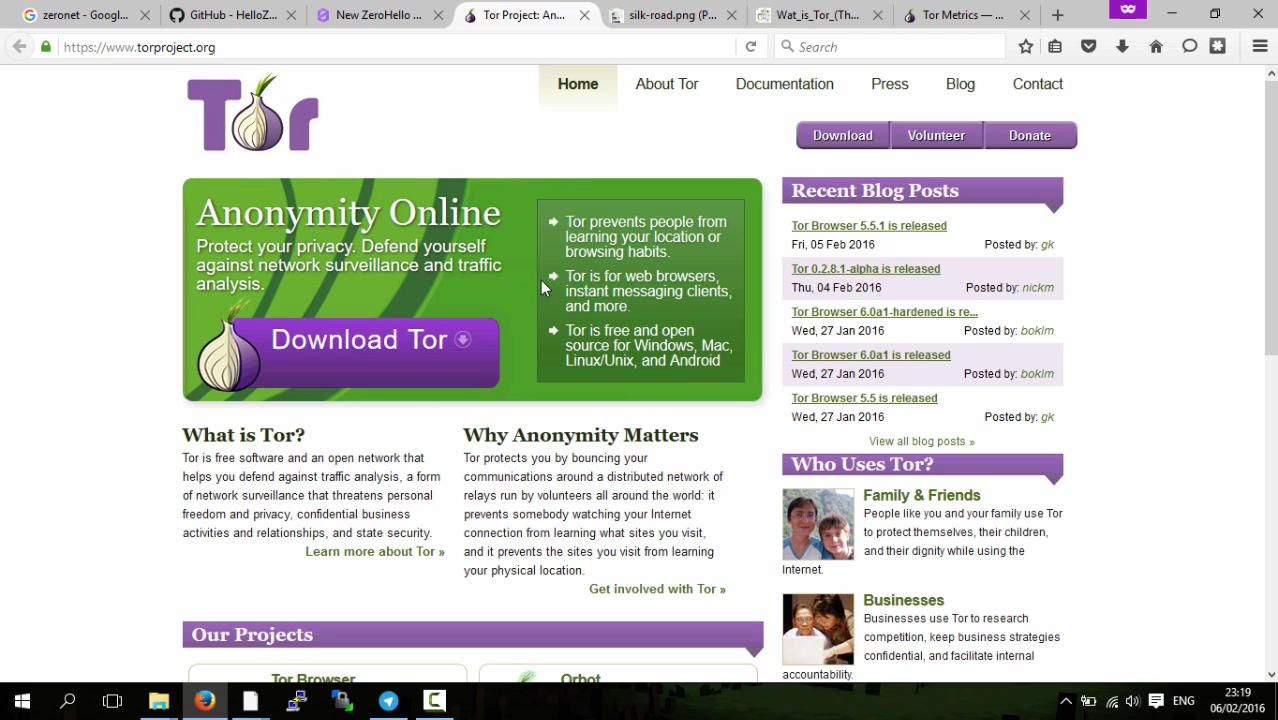 zeronet - Google...
GitHub - HelloZ...
New ZeroHello ...
Tor Project: An...
silk-road.png (P...
Wat_is_Tor_(Th...
Tor Metrics — ...
https://www.torproject.org
Search
Tor
Home
About Tor
Documentation
Press
Blog
Contact
Download
Volunteer
Donate
Anonymity Online
Protect your privacy. Defend yourself
against network surveillance and traffic
analysis.
Download Tor
Tor prevents people from
learning your location or
browsing habits.
Tor is for web browsers,
instant messaging clients,
and more.
Tor is free and open
source for Windows, Mac,
Linux/Unix, and Android
What is Tor?
Tor is free software and an open network that
helps you defend against traffic analysis, a form
of network surveillance that threatens personal
freedom and privacy, confidential business
activities and relationships, and state security.
Learn more about Tor »
Why Anonymity Matters
Tor protects you by bouncing your
communications around a distributed network of
relays run by volunteers all around the world: it
prevents somebody watching your Internet
connection from learning what sites you visit,
and it prevents the sites you visit from learning
your physical location.
Get involved with Tor »
Our Projects
Tor Browser
Orbot
Recent Blog Posts
Tor Browser 5.5.1 is released
Fri, 05 Feb 2016 Posted by: gk
Tor 0.2.8.1-alpha is released
Thu, 04 Feb 2016 Posted by: nickm
Tor Browser 6.0a1-hardened is re...
Wed, 27 Jan 2016 Posted by: boklm
Tor Browser 6.0a1 is released
Wed, 27 Jan 2016 Posted by: boklm
Tor Browser 5.5 is released
Wed, 27 Jan 2016 Posted by: gk
View all blog posts »
Who Uses Tor?
Family & Friends
People like you and your family use Tor
to protect themselves, their children,
and their dignity while using the
Internet.
Businesses
Businesses use Tor to research
competition, keep business strategies
confidential, and facilitate internal
accountability.
ENG
23:19
06/02/2016